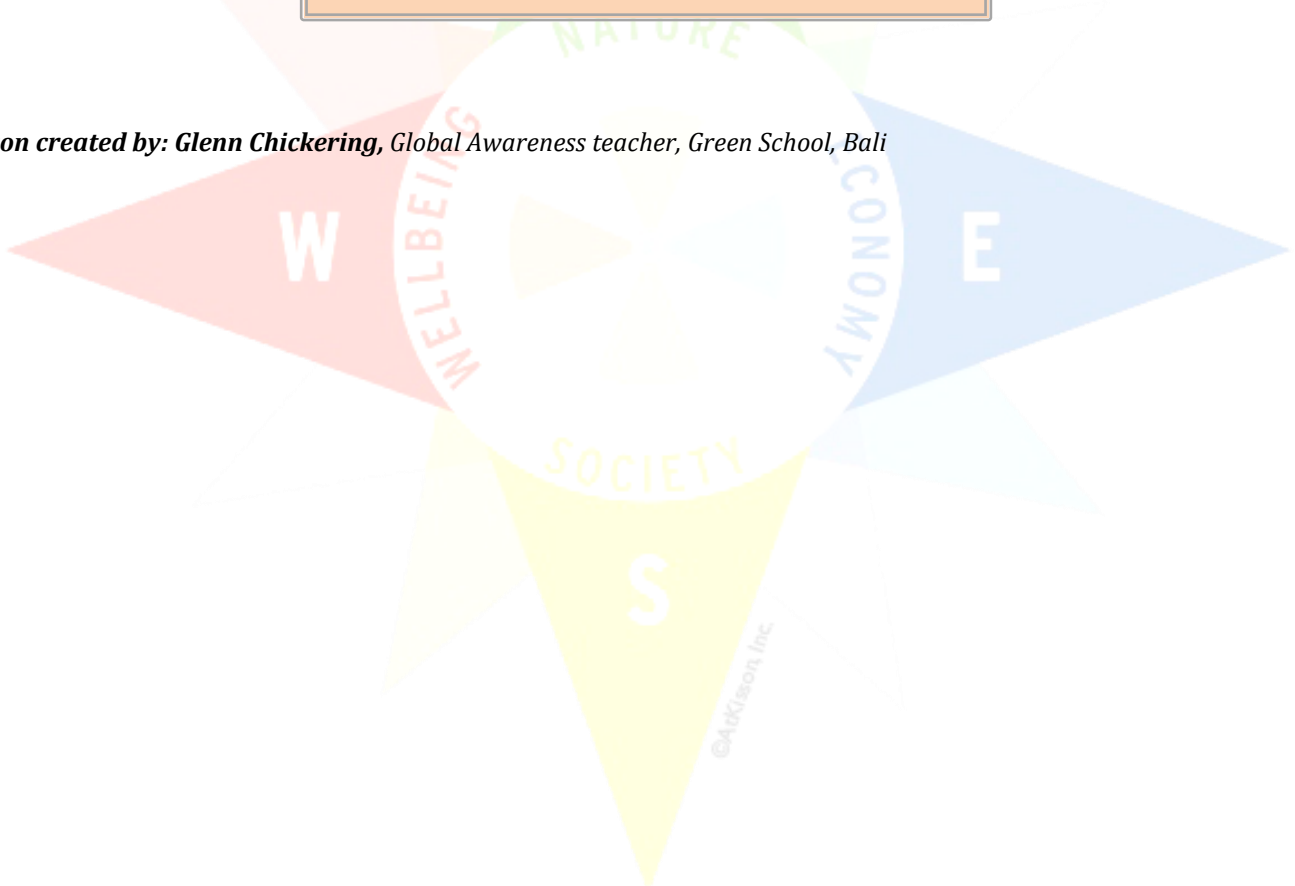 NATURE
on created by: Glenn Chickering, Global Awareness teacher, Green School, Bali
WELLBEING
ECONOMY
W
E
SOCIETY
S
©AtKisson, Inc.